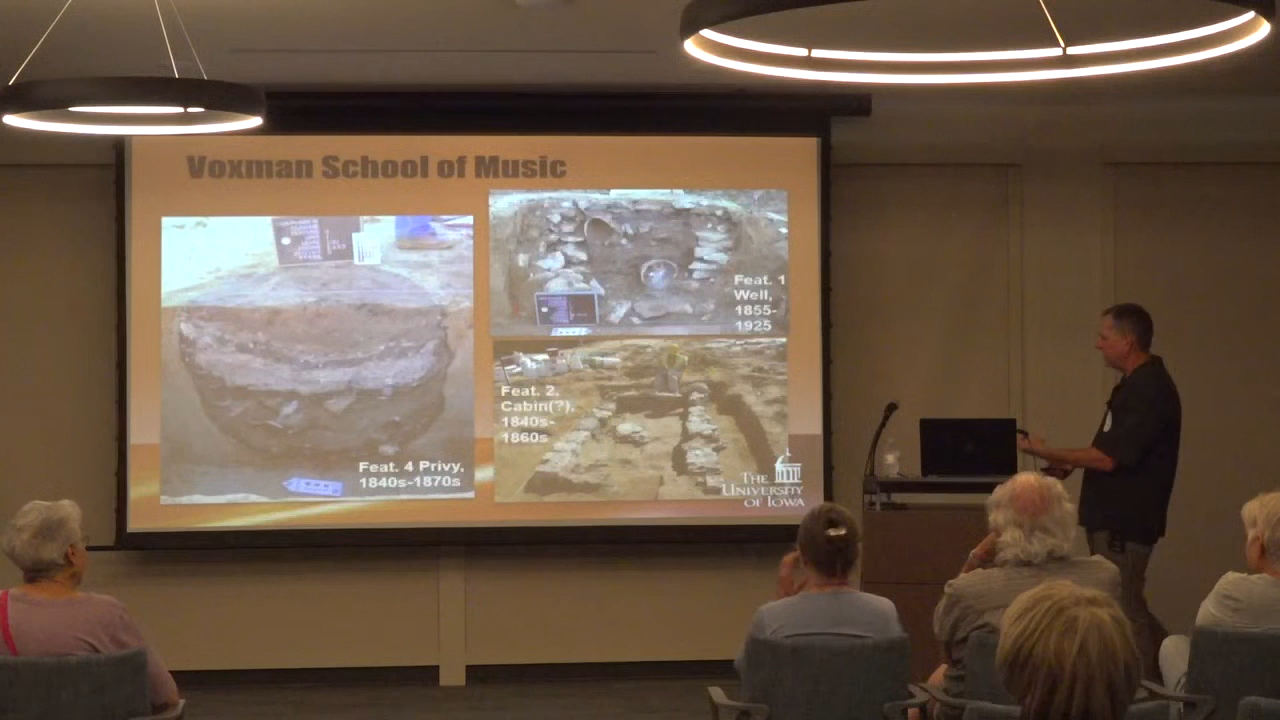 Voxman School of Music
Feat. 1
Well,
1855-
1925
Feat. 2,
Cabin(?),
1840s-
1860s
Feat. 4 Privy,
1840s-1870s
THE
UNIVERSITY
OF IOWA